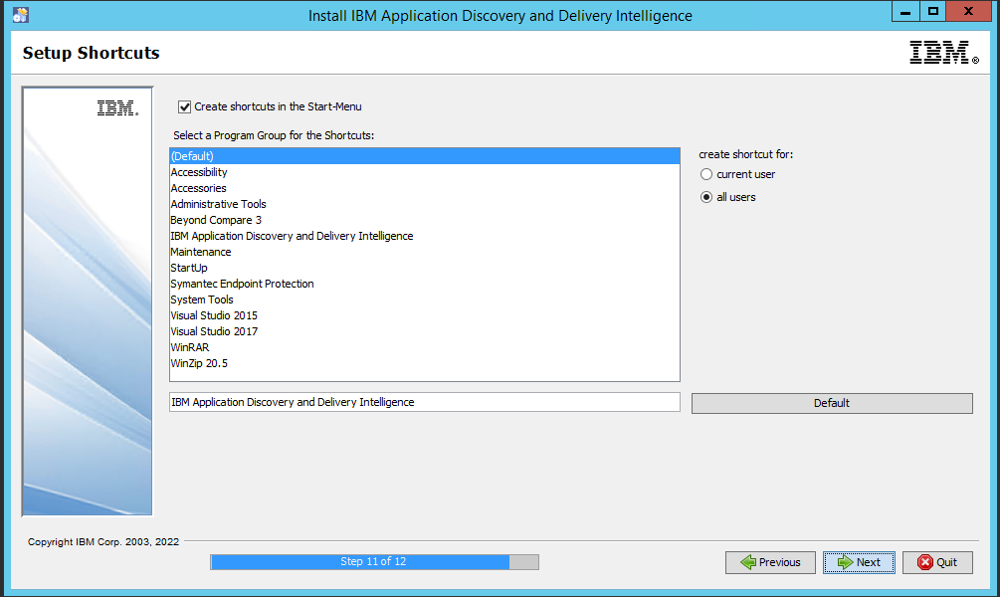 Install IBM Application Discovery and Delivery Intelligence
Setup Shortcuts
IBM®
IBM®
Create shortcuts in the Start-Menu
Select a Program Group for the Shortcuts:
(Default)
Accessibility
Accessories
Administrative Tools
Beyond Compare 3
IBM Application Discovery and Delivery Intelligence
Maintenance
StartUp
Symantec Endpoint Protection
System Tools
Visual Studio 2015
Visual Studio 2017
WinRAR
WinZip 20.5
create shortcut for:
current user
all users
IBM Application Discovery and Delivery Intelligence
Default
Copyright IBM Corp. 2003, 2022
Step 11 of 12
Previous
Next
Quit